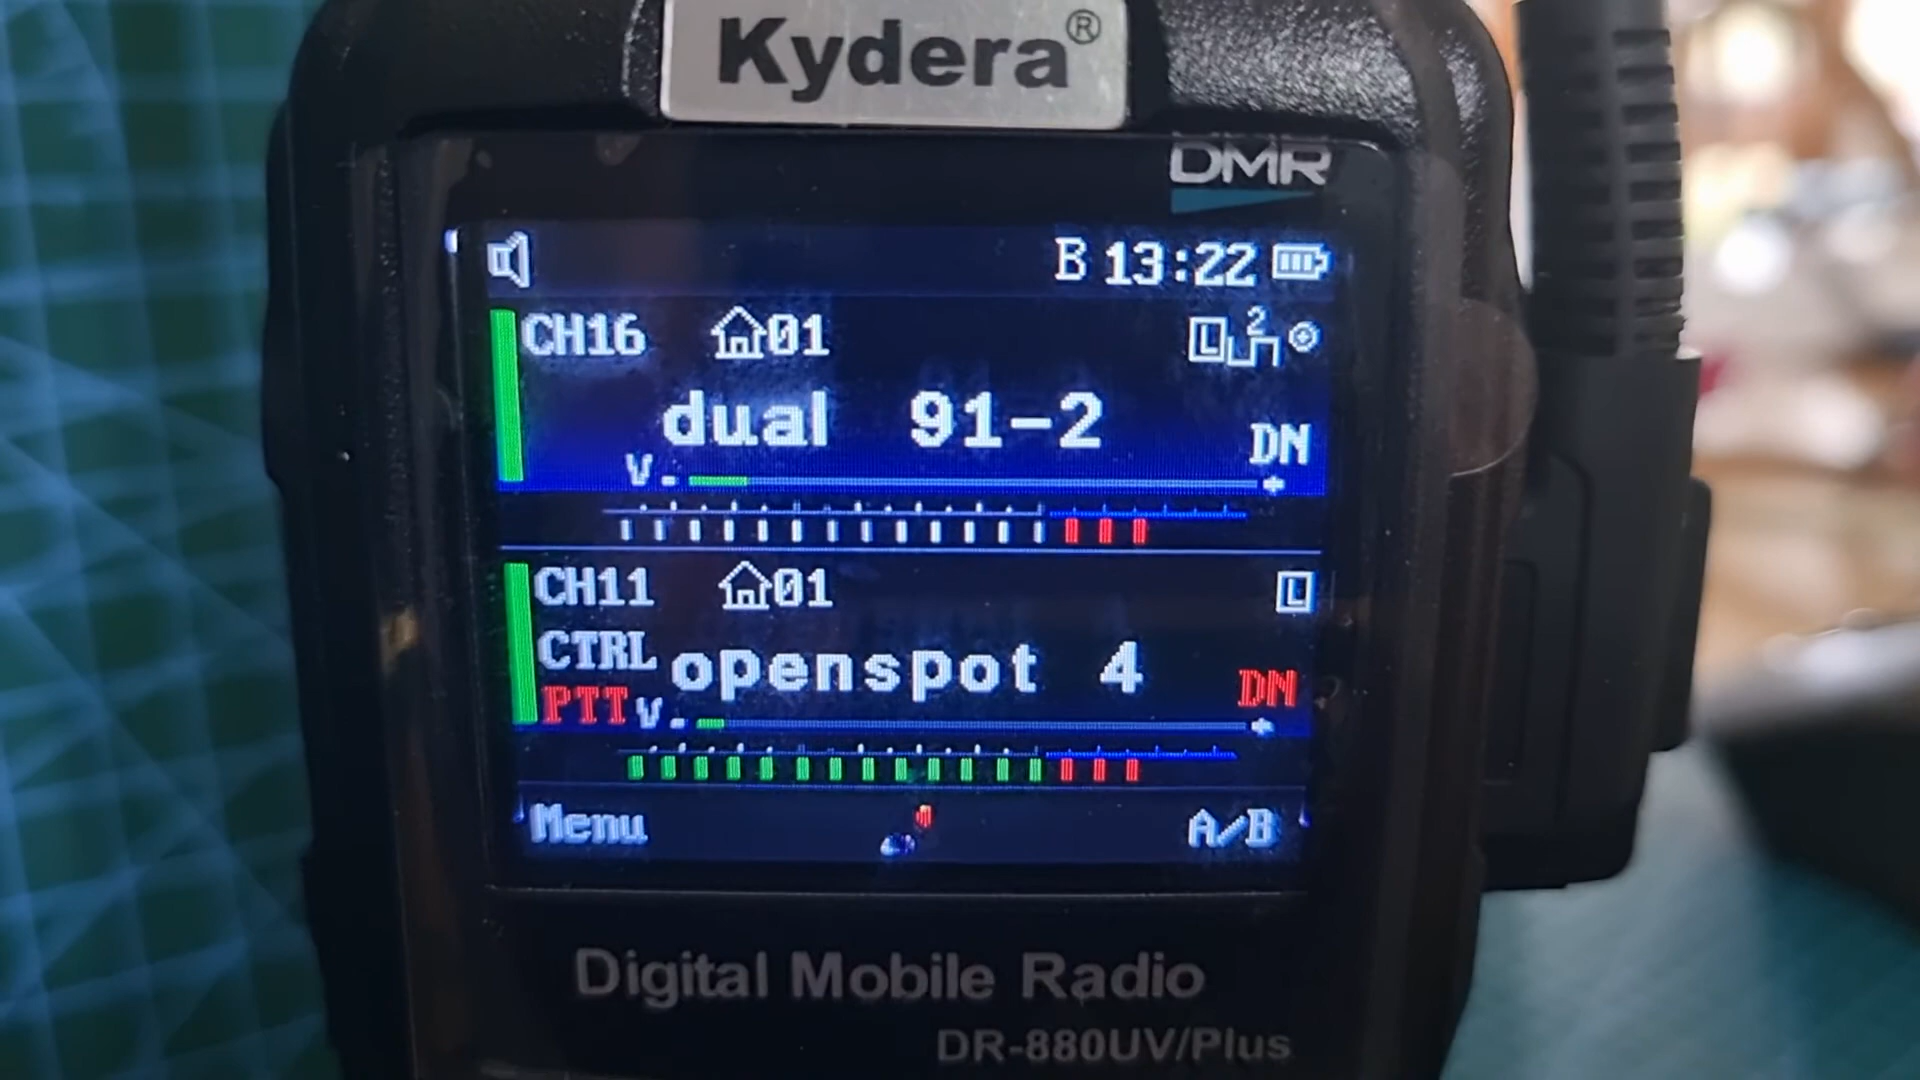 Kydera®
DMR
B 13:22
CH16 01 L 2
dual 91-2 DN
V - +
CH11 01 L
CTRL openspot 4 DN
PTT V - +
Menu A/B
Digital Mobile Radio
DR-880UV/Plus